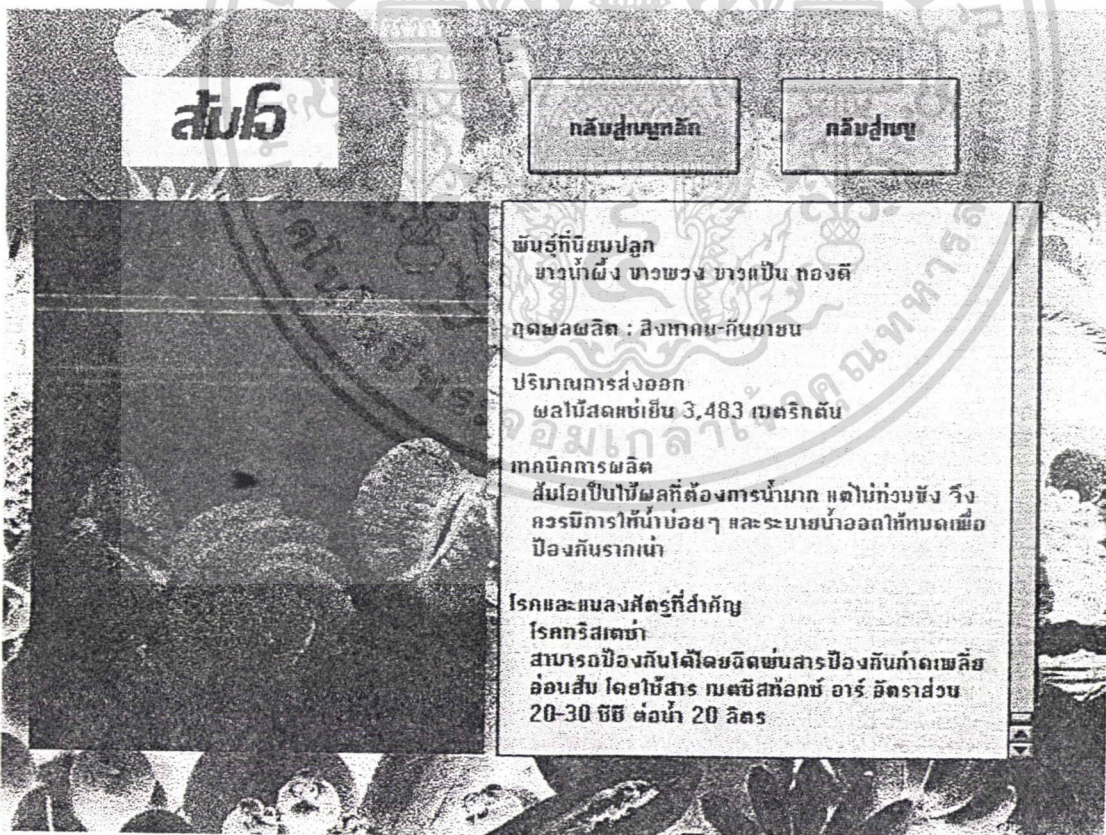 ส้มโอ
กลับสู่เมนูหลัก
กลับสู่เมนู
พันธุ์ที่นิยมปลูก
ขาวน้ำผึ้ง ขาวพวง ขาวแป้น ทองดี
ฤดูผลผลิต : สิงหาคม-กันยายน
ปริมาณการส่งออก
ผลไม้สดแช่เย็น 3,483 เมตริกตัน
เทคนิคการผลิต
ส้มโอเป็นไม้ผลที่ต้องการน้ำมาก แต่ไม่ท่วมขัง จึง
ควรมีการให้น้ำบ่อยๆ และระบายน้ำออกให้หมดเพื่อ
ป้องกันรากเน่า
โรคและแมลงศัตรูที่สำคัญ
โรคทริสเตซ่า
สามารถป้องกันได้โดยฉีดพ่นสารป้องกันกำดเพลี้ย
อ่อนส้ม โดยใช้สาร เมตซิสท็อกซ์ อาร์ อัตราส่วน
20-30 ซีซี ต่อน้ำ 20 ลิตร